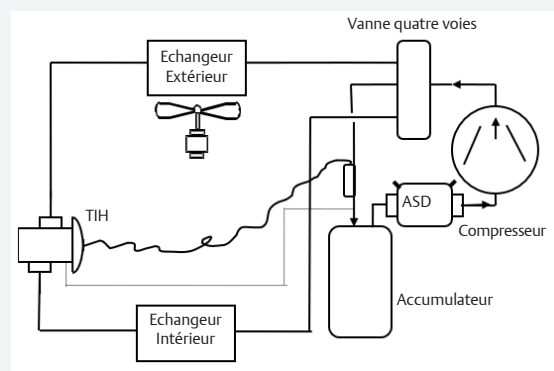 Vanne quatre voies
Echangeur
Extérieur
TIH
ASD
Compresseur
Accumulateur
Echangeur
Intérieur